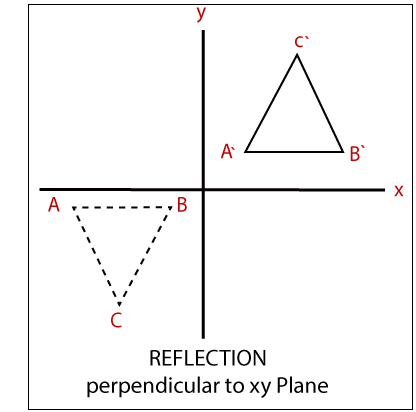 y
c`
A` B`
x
A B
C
REFLECTION
perpendicular to xy Plane